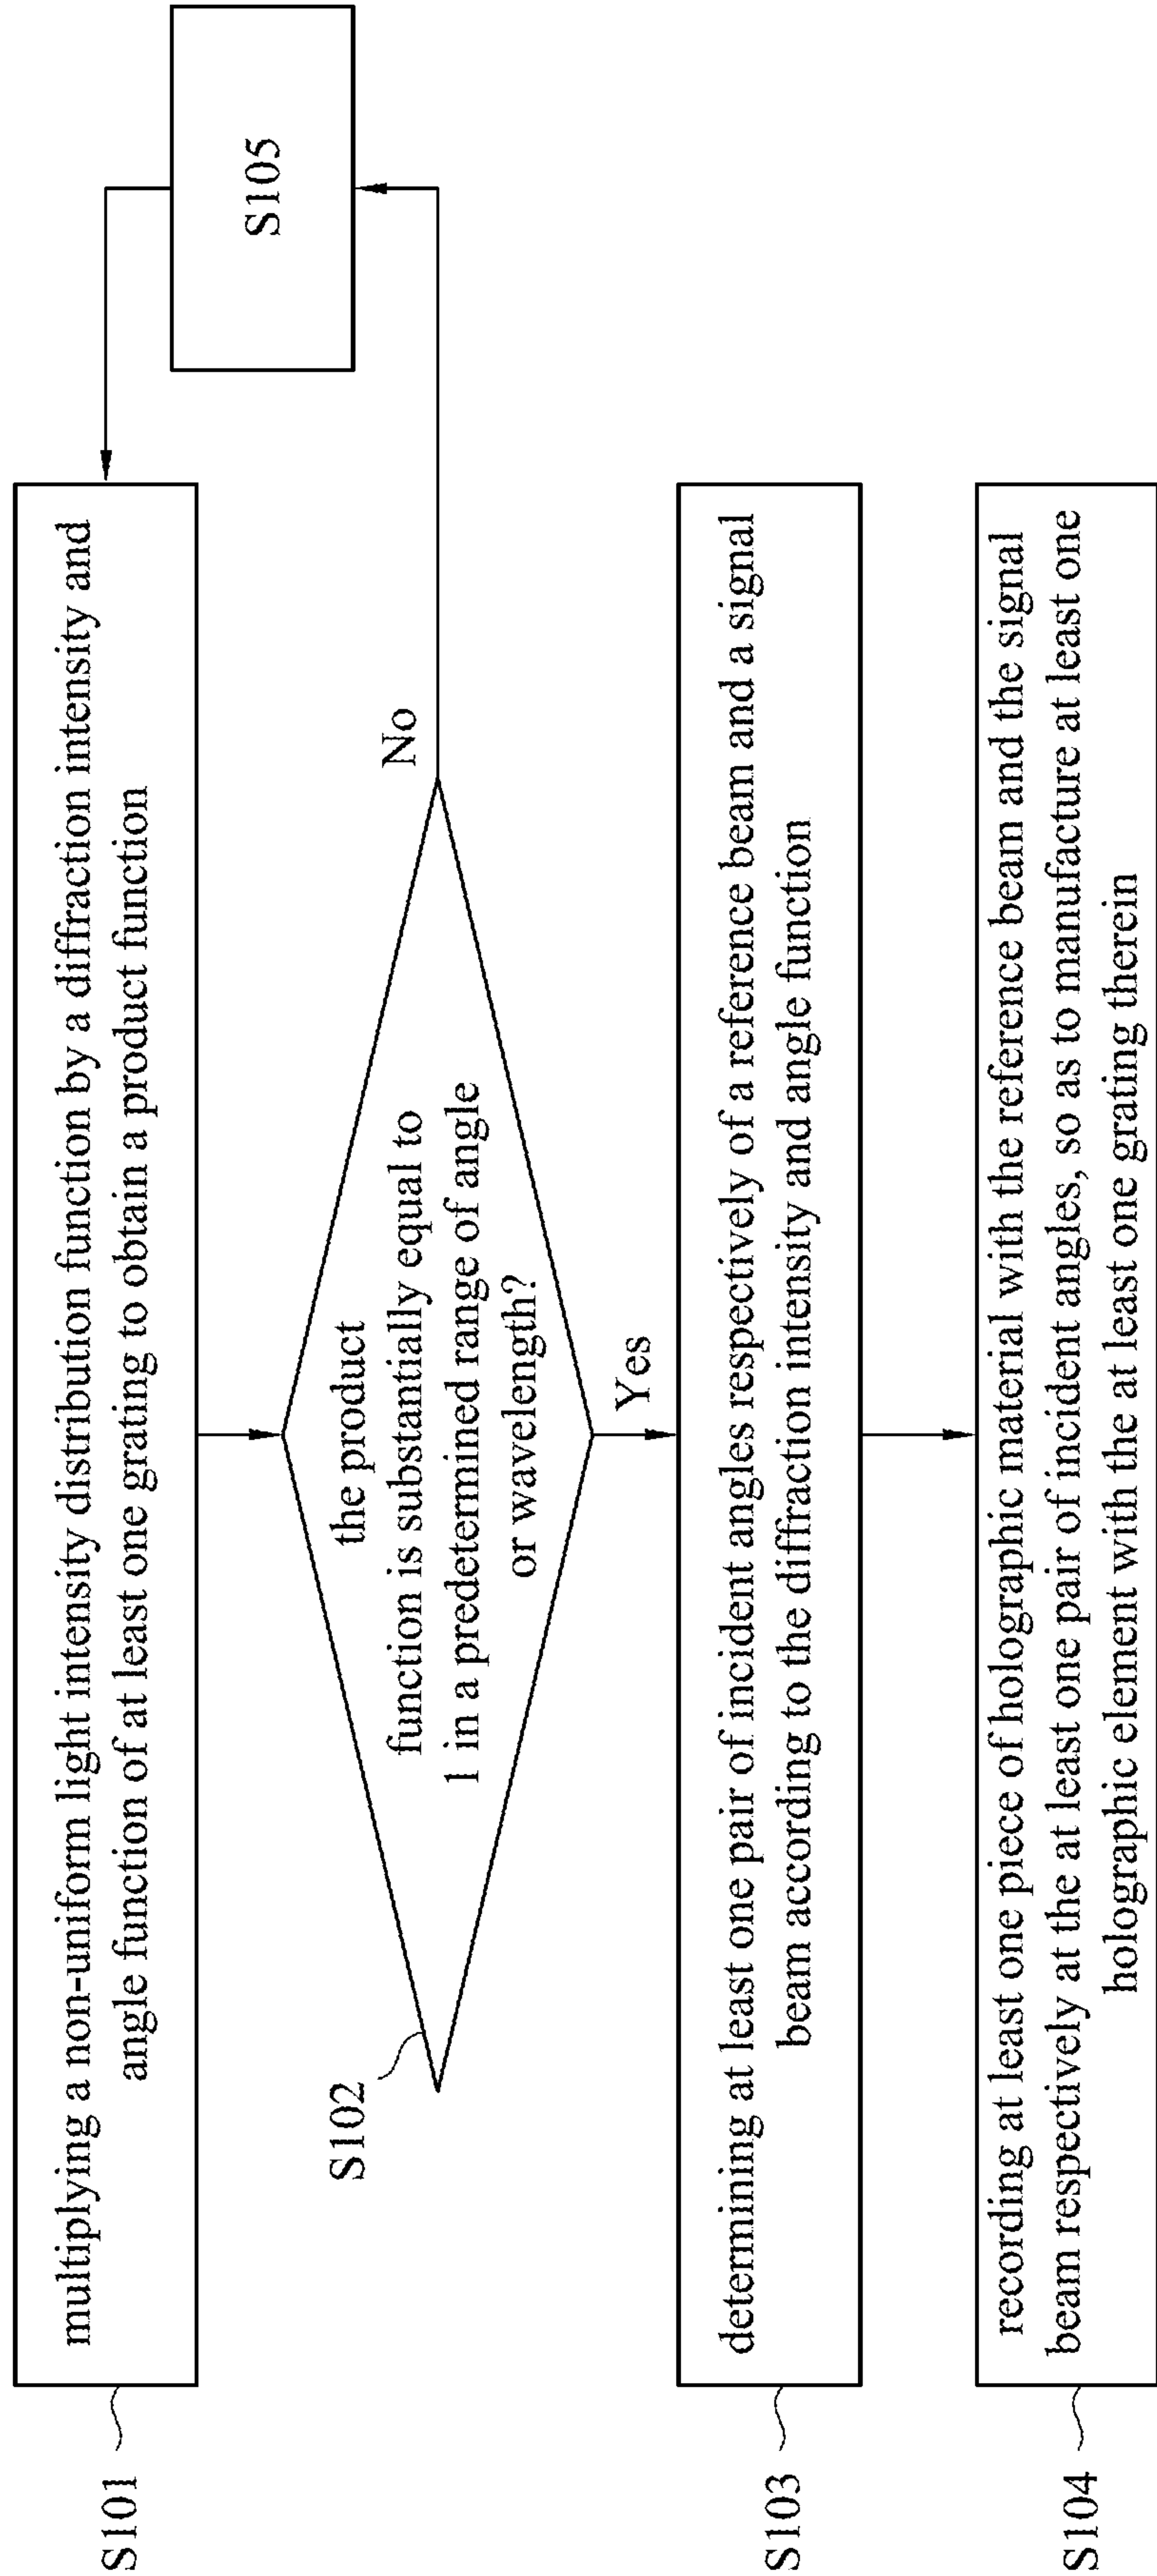 S101
multiplying a non-uniform light intensity distribution function by a diffraction intensity and
angle function of at least one grating to obtain a product function
S105
S102
the product
function is substantially equal to
1 in a predetermined range of angle
or wavelength?
No
Yes
S103
determining at least one pair of incident angles respectively of a reference beam and a signal
beam according to the diffraction intensity and angle function
S104
recording at least one piece of holographic material with the reference beam and the signal
beam respectively at the at least one pair of incident angles, so as to manufacture at least one
holographic element with the at least one grating therein